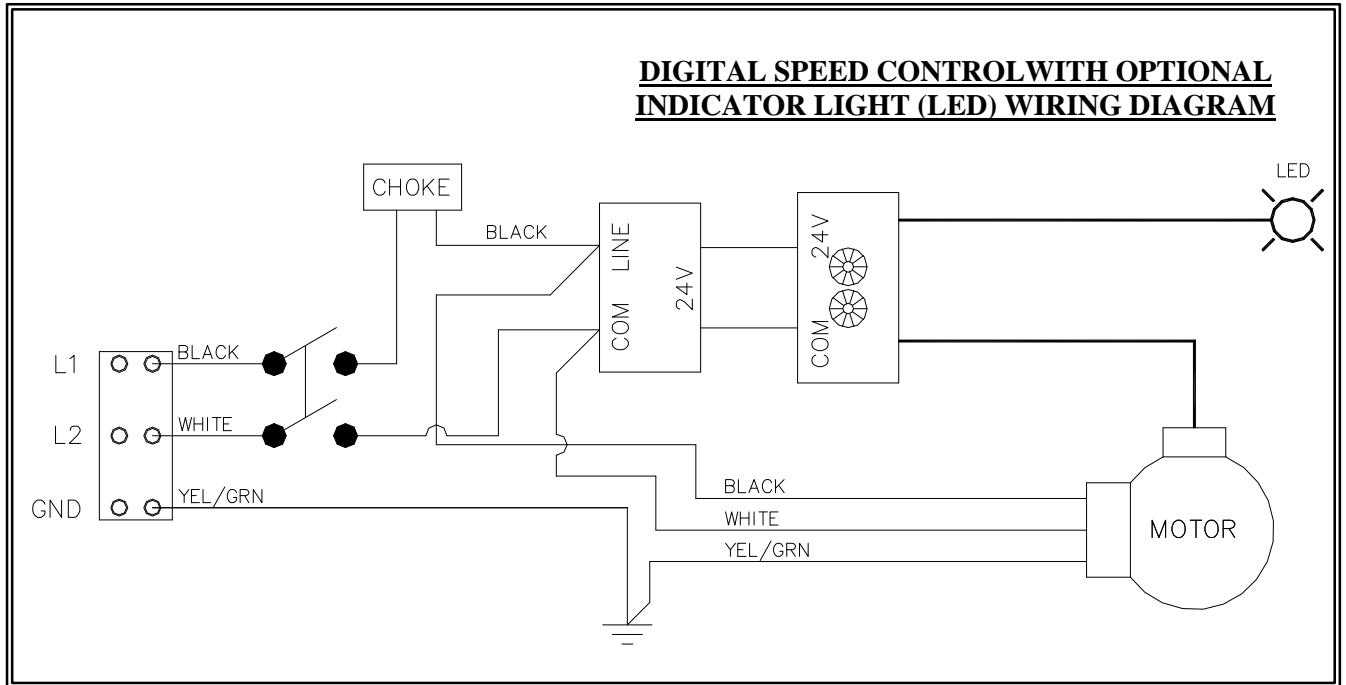 DIGITAL SPEED CONTROLWITH OPTIONAL
INDICATOR LIGHT (LED) WIRING DIAGRAM
LED
CHOKE
BLACK
LINE
COM
24V
24V
COM
L1
BLACK
L2
WHITE
GND
YEL/GRN
BLACK
WHITE
YEL/GRN
MOTOR